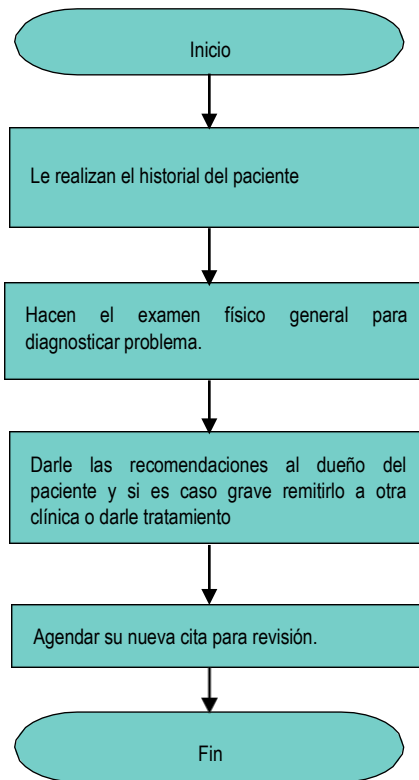 Inicio
Le realizan el historial del paciente
Hacen el examen físico general para
diagnosticar problema.
Darle las recomendaciones al dueño del
paciente y si es caso grave remitirlo a otra
clínica o darle tratamiento
Agendar su nueva cita para revisión.
Fin